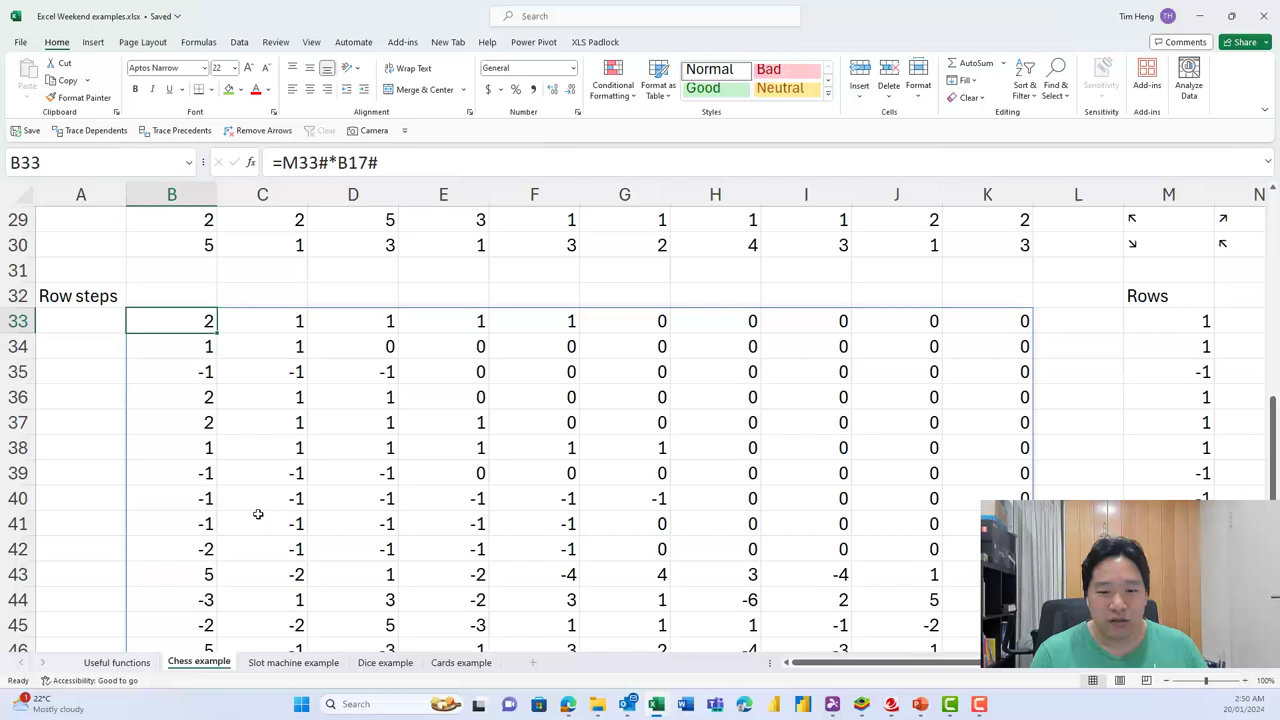 Excel Weekend examples.xlsx • Saved
Search
Tim Heng TH
File Home Insert Page Layout Formulas Data Review View Automate Add-ins New Tab Help Power Pivot XLS Padlock
Comments Share
Paste
Cut
Copy
Format Painter
Clipboard
Aptos Narrow 22
B I U
Font
Wrap Text
Merge & Center
Alignment
General
Number
Conditional Formatting
Format as Table
Normal Bad
Good Neutral
Styles
Insert Delete Format
Cells
AutoSum
Fill
Clear
Sort & Filter
Find & Select
Editing
Sensitivity
Sensitivity
Add-ins
Add-ins
Analyze Data
Save Trace Dependents Trace Precedents Remove Arrows Clear Camera
B33 fx =M33#*B17#
A B C D E F G H I J K L M N
29 2 2 5 3 1 1 1 1 2 2 ↖ ↗
30 5 1 3 1 3 2 4 3 1 3 ↘ ↖
31
32 Row steps Rows
33 2 1 1 1 1 0 0 0 0 0 1
34 1 1 0 0 0 0 0 0 0 0 1
35 -1 -1 -1 0 0 0 0 0 0 0 -1
36 2 1 1 0 0 0 0 0 0 0 1
37 2 1 1 1 0 0 0 0 0 0 1
38 1 1 1 1 1 1 0 0 0 0 1
39 -1 -1 -1 0 0 0 0 0 0 0 -1
40 -1 -1 -1 -1 -1 -1 0 0 0
41 -1 -1 -1 -1 -1 0 0 0 0
42 -2 -1 -1 -1 -1 0 0 0 0
43 5 -2 1 -2 -4 4 3 -4 1
44 -3 1 3 -2 3 1 -6 2 5
45 -2 -2 5 -3 1 1 1 -1 -2
46 5 -1 -3 1 3 2 -4 -3 1
Useful functions Chess example Slot machine example Dice example Cards example
Ready Accessibility: Good to go 100%
1
22°C
Mostly cloudy
Search
2:50 AM
20/01/2024